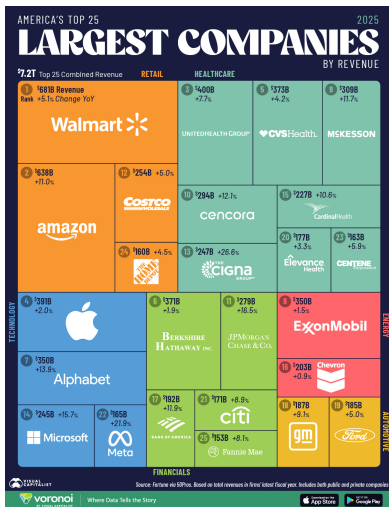 AMERICA'S TOP 25
2025
LARGEST COMPANIES
BY REVENUE
$7.2T Top 25 Combined Revenue
RETAIL
HEALTHCARE
1 $681B Revenue
Rank +5.1% Change YoY
Walmart
3 $400B
+7.7%
UNITEDHEALTH GROUP
5 $373B
+4.2%
CVSHealth.
9 $309B
+11.7%
MCKESSON
2 $638B
+11.0%
amazon
12 $254B +5.0%
COSTCO
WHOLESALE
24 $160B +4.5%
THE HOME DEPOT
10 $294B +12.1%
cencora
15 $227B +10.6%
CardinalHealth
13 $247B +26.6%
THE
Cigna
GROUP
20 $177B
+3.3%
Elevance
Health
23 $163B
+5.9%
CENTENE
Corporation
TECHNOLOGY
4 $391B
+2.0%
7 $350B
+13.9%
Alphabet
14 $245B +15.7%
Microsoft
22 $165B
+21.9%
Meta
6 $371B
+1.9%
BERKSHIRE
HATHAWAY INC.
11 $279B
+16.5%
JPMORGAN
CHASE & CO.
17 $192B
+11.9%
BANK OF AMERICA
21 $171B +8.9%
citi
25 $153B +8.1%
Fannie Mae
FINANCIALS
8 $350B
+1.5%
ExxonMobil
ENERGY
16 $203B
+0.9%
Chevron
18 $187B
+9.1%
gm
19 $185B
+5.0%
Ford
AUTOMOTIVE
VISUAL
CAPITALIST
Source: Fortune via 50Pros. Based on total revenues in firms' latest fiscal year. Includes both public and private companies
voronoi
Where Data Tells the Story
App Store
Google Play